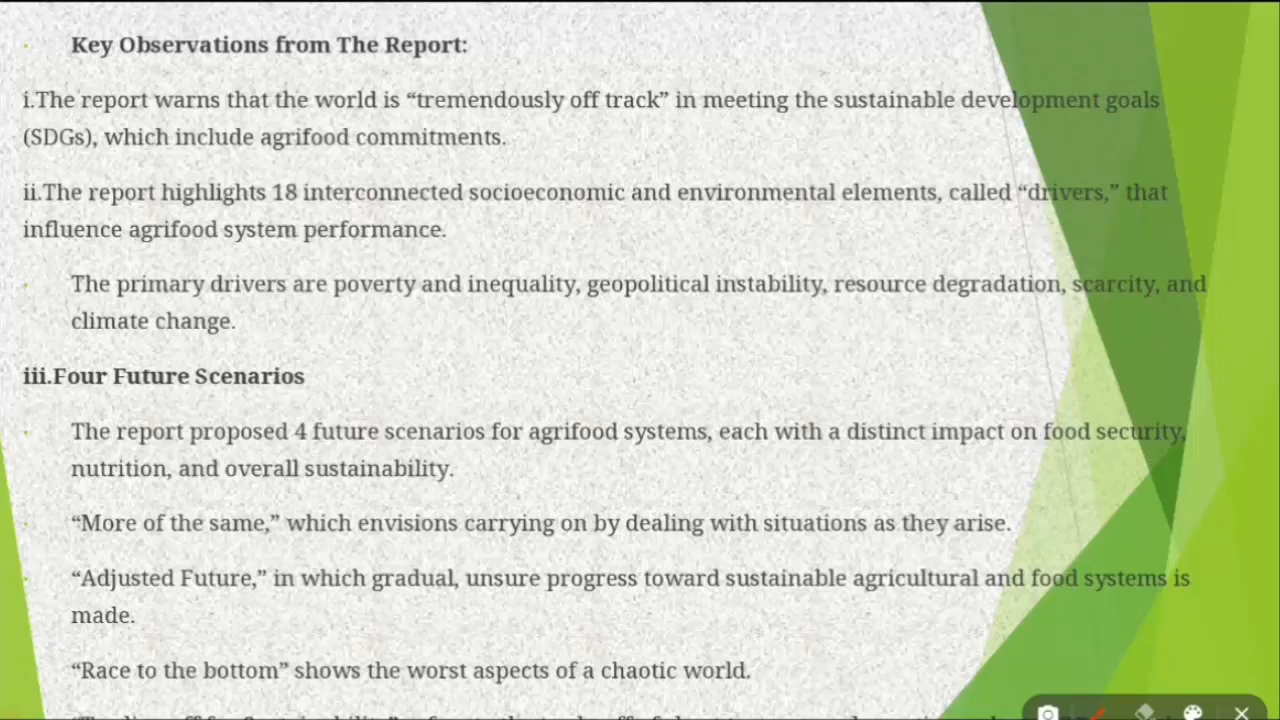 Key Observations from The Report:
i.The report warns that the world is “tremendously off track” in meeting the sustainable development goals
(SDGs), which include agrifood commitments.
ii.The report highlights 18 interconnected socioeconomic and environmental elements, called “drivers,” that
influence agrifood system performance.
The primary drivers are poverty and inequality, geopolitical instability, resource degradation, scarcity, and
climate change.
iii.Four Future Scenarios
The report proposed 4 future scenarios for agrifood systems, each with a distinct impact on food security,
nutrition, and overall sustainability.
“More of the same,” which envisions carrying on by dealing with situations as they arise.
“Adjusted Future,” in which gradual, unsure progress toward sustainable agricultural and food systems is
made.
“Race to the bottom” shows the worst aspects of a chaotic world.